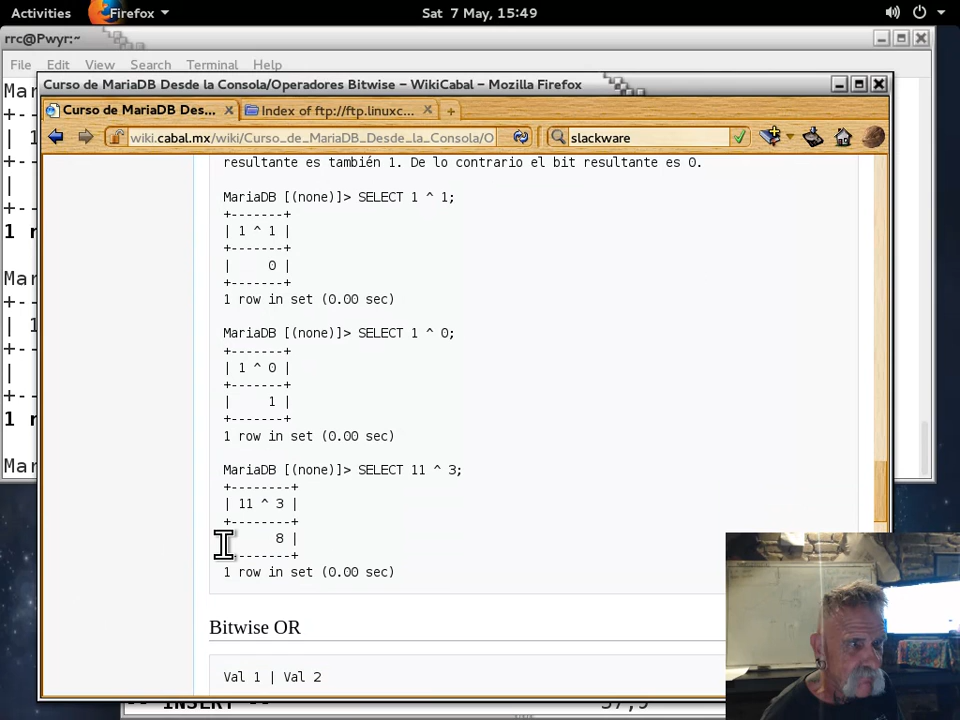 Activities Firefox Sat 7 May, 15:49
rrc@Pwyr:~
File Edit View Search Terminal Help
Curso de MariaDB Desde la Consola/Operadores Bitwise – WikiCabal – Mozilla Firefox
Curso de MariaDB Des... Index of ftp://ftp.linuxc...
wiki.cabal.mx/wiki/Curso_de_MariaDB_Desde_la_Consola/O slackware
resultante es también 1. De lo contrario el bit resultante es 0.
MariaDB [(none)]> SELECT 1 ^ 1;
+-------+
| 1 ^ 1 |
+-------+
| 0 |
+-------+
1 row in set (0.00 sec)
MariaDB [(none)]> SELECT 1 ^ 0;
+-------+
| 1 ^ 0 |
+-------+
| 1 |
+-------+
1 row in set (0.00 sec)
MariaDB [(none)]> SELECT 11 ^ 3;
+--------+
| 11 ^ 3 |
+--------+
| 8 |
+--------+
1 row in set (0.00 sec)
Bitwise OR
Val 1 | Val 2
-- INSERT --